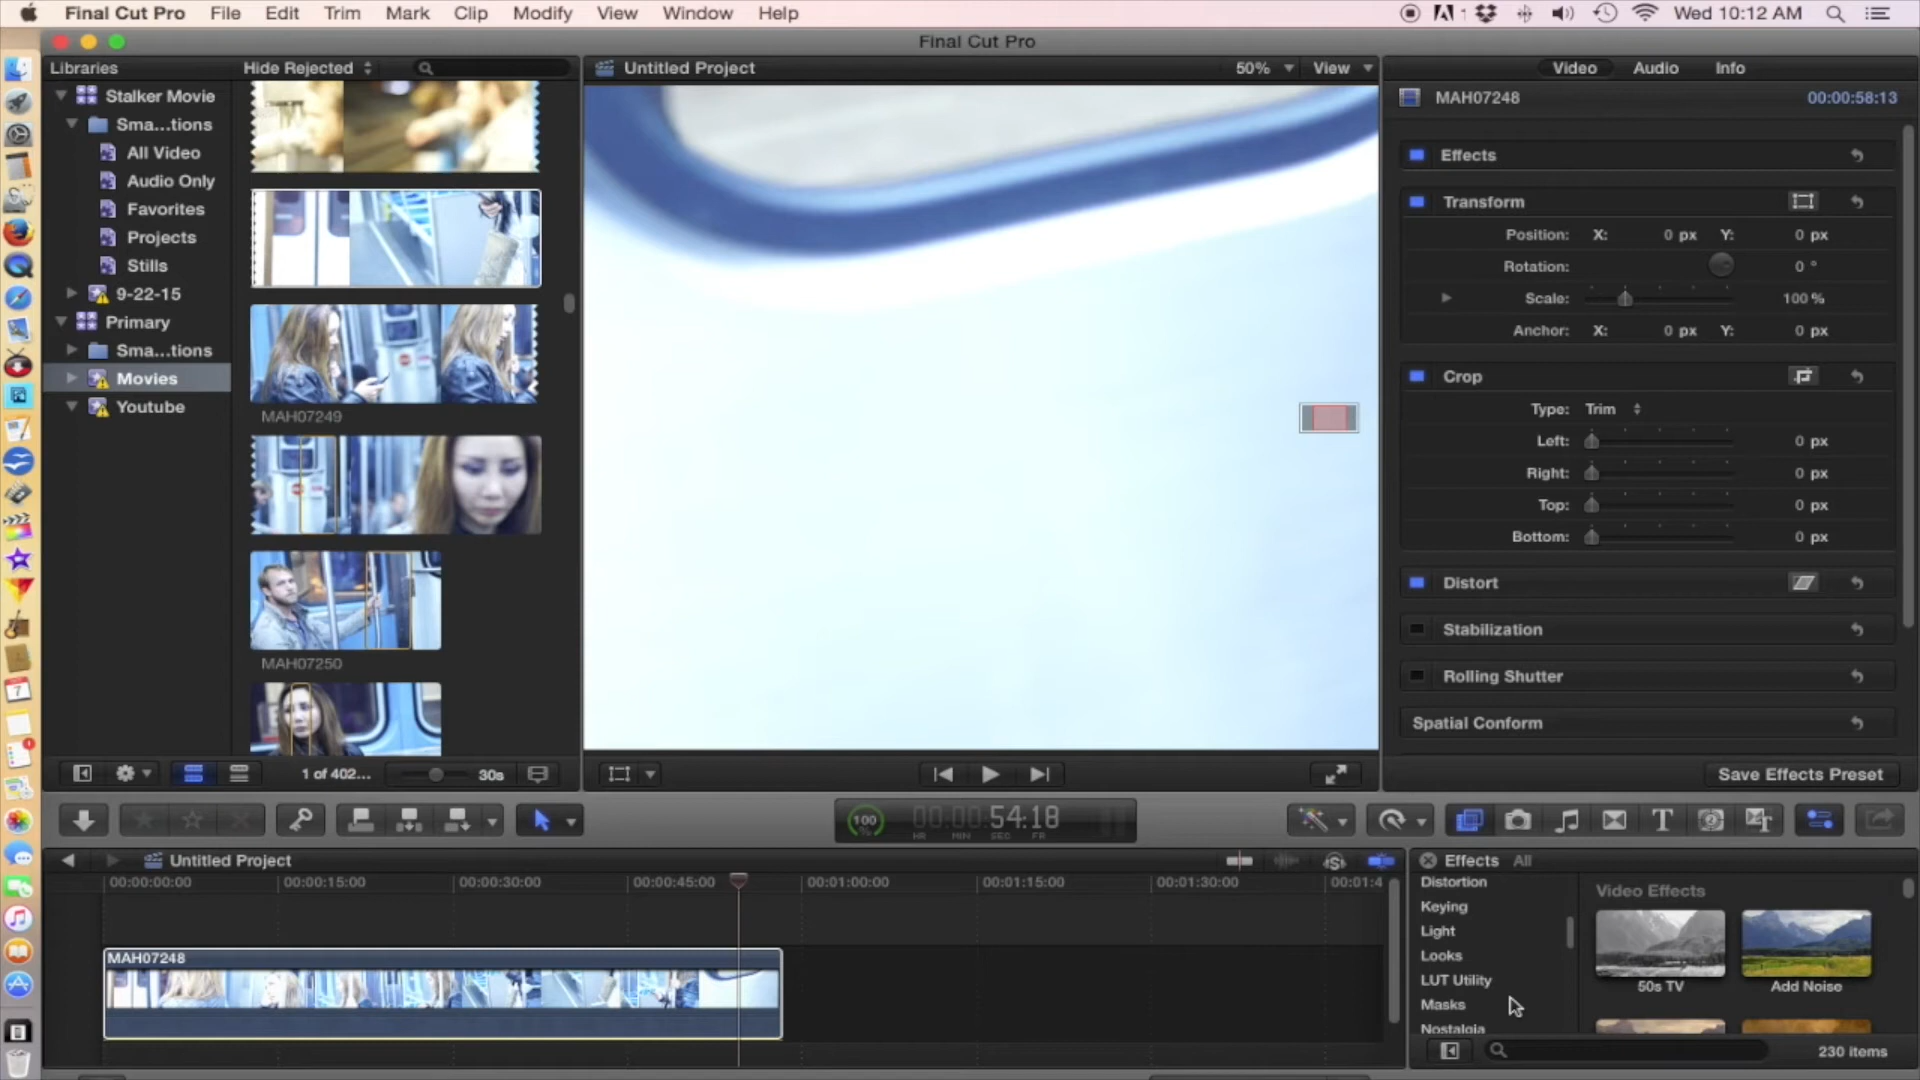 Final Cut Pro File Edit Trim Mark Clip Modify View Window Help
1 Wed 10:12 AM
Final Cut Pro
Libraries
Hide Rejected
Stalker Movie
Sma...tions
All Video
Audio Only
Favorites
Projects
Stills
9-22-15
Primary
Sma...tions
Movies
Youtube
MAH07249
MAH07250
1 of 402...
30s
Untitled Project
50%
View
Video Audio Info
MAH07248
00:00:58:13
Effects
Transform
Position: X: 0 px Y: 0 px
Rotation: 0 °
Scale: 100 %
Anchor: X: 0 px Y: 0 px
Crop
Type: Trim
Left: 0 px
Right: 0 px
Top: 0 px
Bottom: 0 px
Distort
Stabilization
Rolling Shutter
Spatial Conform
Save Effects Preset
100
%
00:00:54:18
HR MIN SEC FR
Untitled Project
00:00:00:00 00:00:15:00 00:00:30:00 00:00:45:00 00:01:00:00 00:01:15:00 00:01:30:00 00:01:4
MAH07248
Effects All
Distortion
Keying
Light
Looks
LUT Utility
Masks
Nostalgia
Video Effects
50s TV
Add Noise
230 items